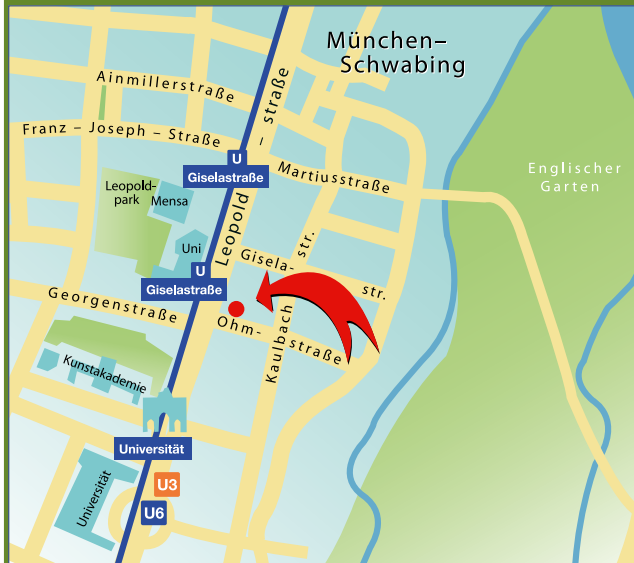 München–
Schwabing
Ainmillerstraße
Franz – Joseph – Straße
Leopold – straße
U
Giselastraße
Martiusstraße
Englischer
Garten
Leopold-
park
Mensa
Uni
Gisela-
str.
U
Giselastraße
Georgenstraße
Ohm-
straße
Kaulbach
str.
Kunstakademie
Universität
Universität
U3
U6